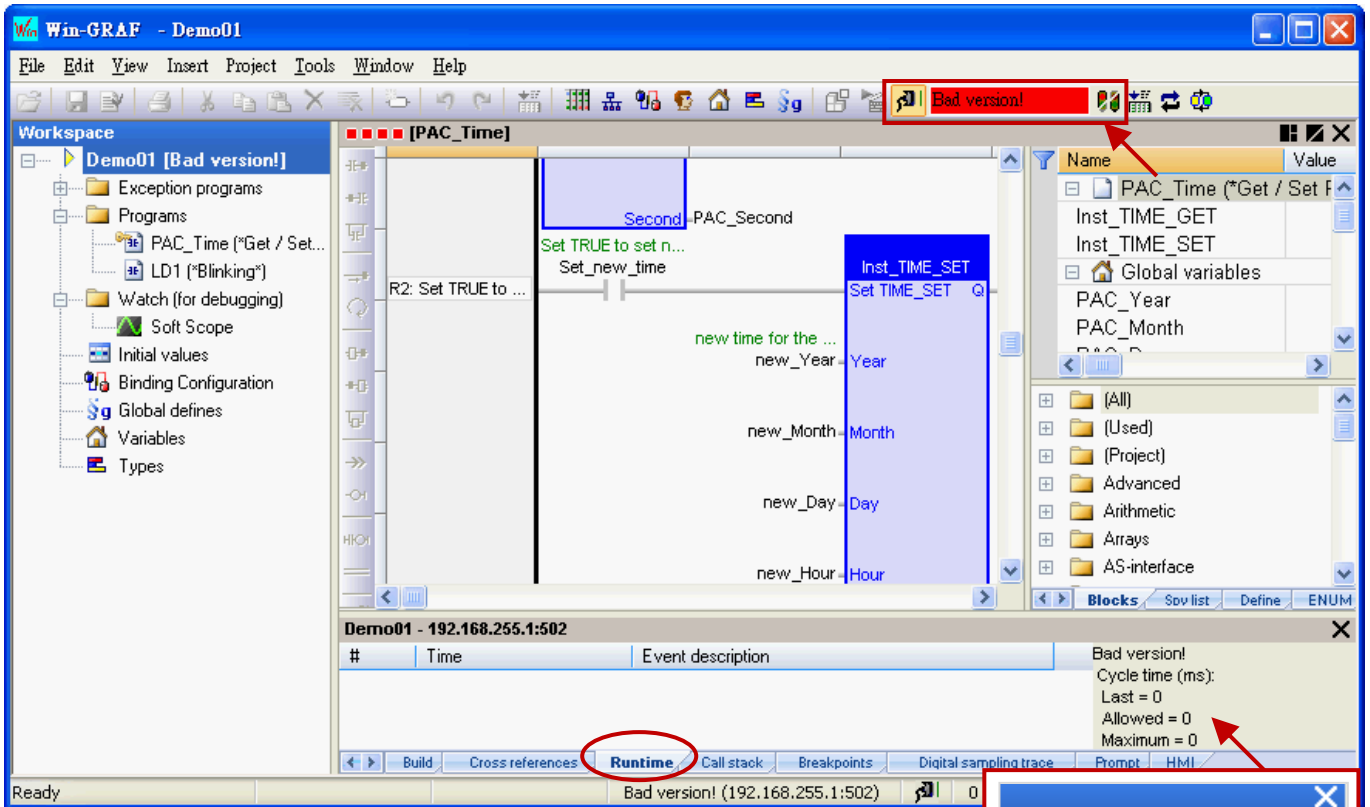 Win-GRAF - Demo01
File Edit View Insert Project Tools Window Help
Bad version!
Workspace
Demo01 [Bad version!]
Exception programs
Programs
PAC_Time (*Get / Set...
LD1 (*Blinking*)
Watch (for debugging)
Soft Scope
Initial values
Binding Configuration
Global defines
Variables
Types
[PAC_Time]
Second PAC_Second
Set TRUE to set n...
Set_new_time
Inst_TIME_SET
R2: Set TRUE to ...
Set TIME_SET Q
new time for the ...
new_Year Year
new_Month Month
new_Day Day
new_Hour Hour
Name Value
PAC_Time (*Get / Set
Inst_TIME_GET
Inst_TIME_SET
Global variables
PAC_Year
PAC_Month
(All)
(Used)
(Project)
Advanced
Arithmetic
Arrays
AS-interface
Blocks Spy list Define ENUM
Demo01 - 192.168.255.1:502
# Time Event description
Bad version!
Cycle time (ms):
Last = 0
Allowed = 0
Maximum = 0
Build Cross references Runtime Call stack Breakpoints Digital sampling trace Prompt HMI
Ready Bad version! (192.168.255.1:502) 0